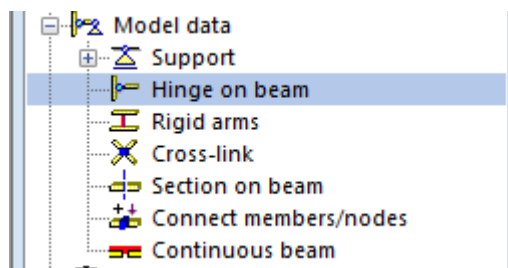 Model data
Support
Hinge on beam
Rigid arms
Cross-link
Section on beam
Connect members/nodes
Continuous beam